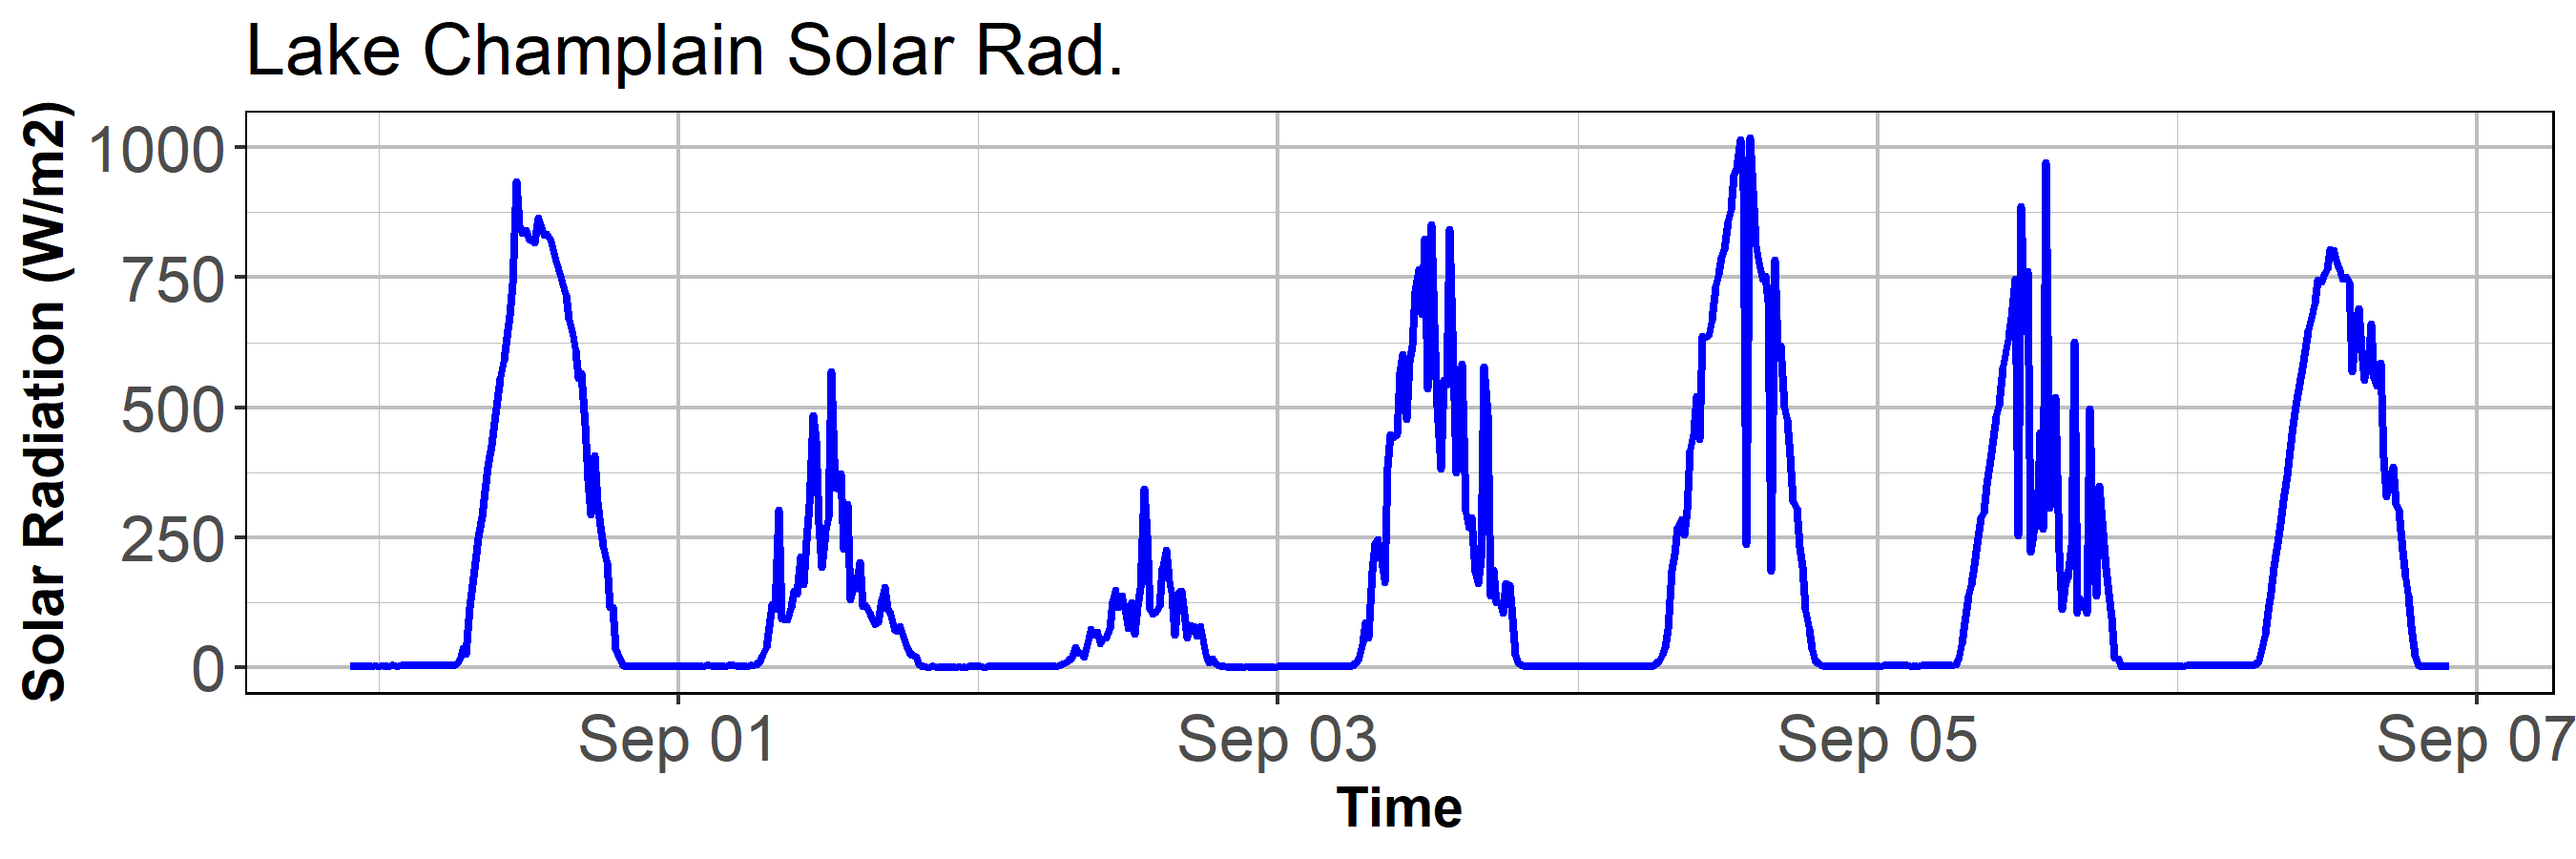 Lake Champlain Solar Rad.
Solar Radiation (W/m2)
1000
750
500
250
0
Sep 01
Sep 03
Sep 05
Sep 07
Time